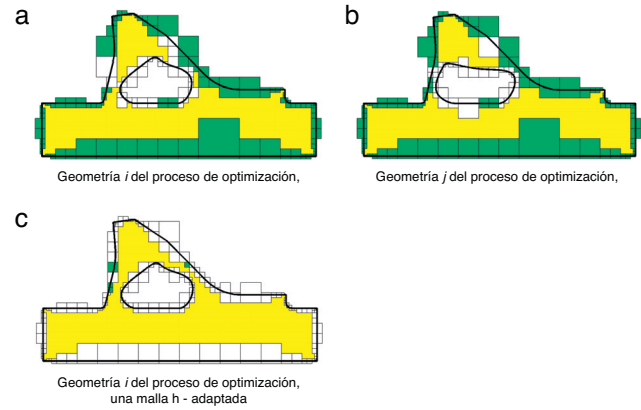 a
b
Geometría i del proceso de optimización,
Geometría j del proceso de optimización,
c
Geometría i del proceso de optimización,
una malla h - adaptada